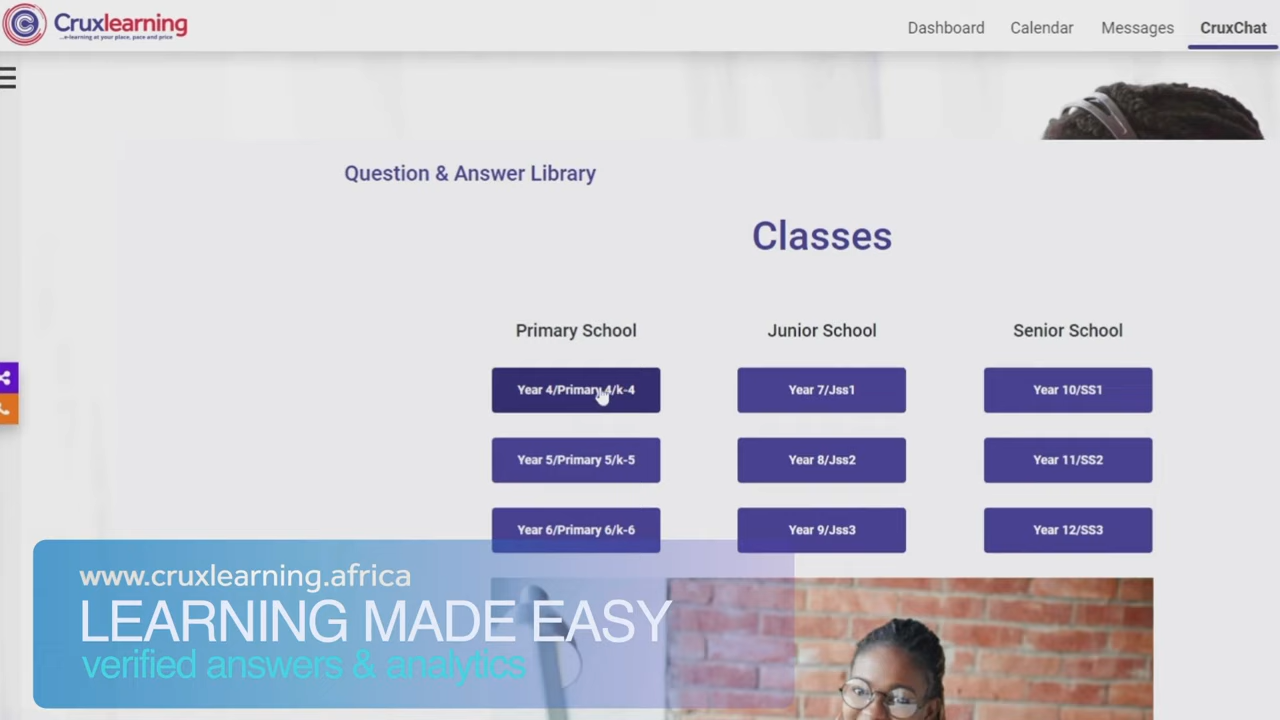 Cruxlearning
...e-learning at your place, pace and price
Dashboard Calendar Messages CruxChat
Question & Answer Library
Classes
Primary School Junior School Senior School
Year 4/Primary 4/k-4 Year 7/Jss1 Year 10/SS1
Year 5/Primary 5/k-5 Year 8/Jss2 Year 11/SS2
Year 6/Primary 6/k-6 Year 9/Jss3 Year 12/SS3
www.cruxlearning.africa
LEARNING MADE EASY
verified answers & analytics